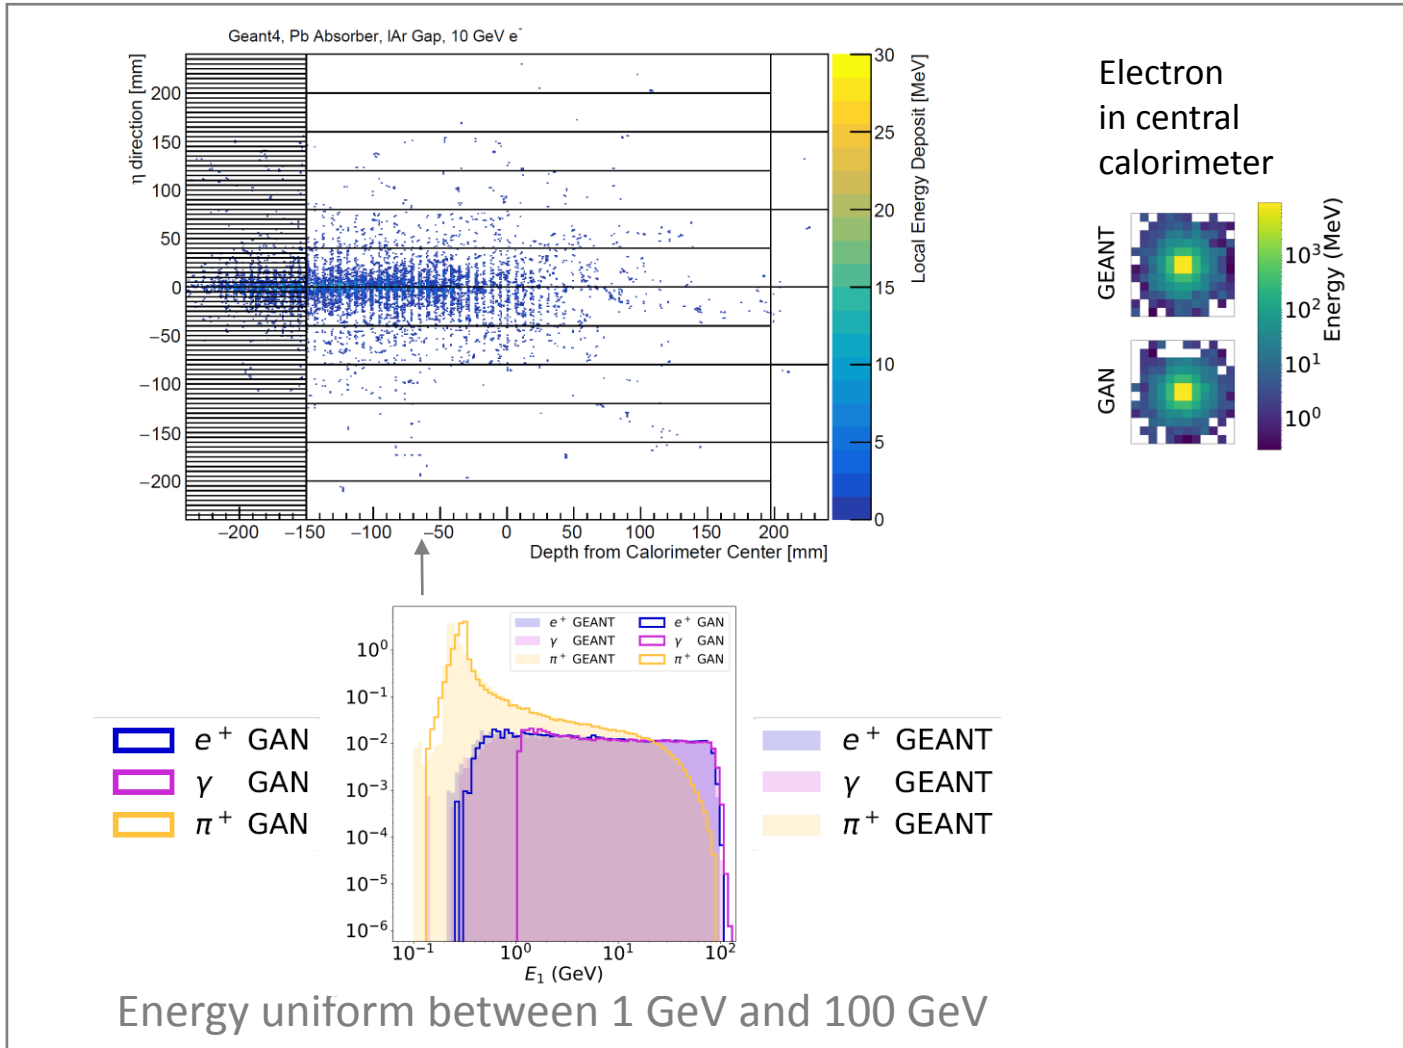 Geant4, Pb Absorber, lAr Gap, 10 GeV e⁻
η direction [mm]
200
150
100
50
0
−50
−100
−150
−200
−200 −150 −100 −50 0 50 100 150 200
Depth from Calorimeter Center [mm]
30
25
20
15
10
5
0
Local Energy Deposit [MeV]
Electron
in central
calorimeter
GEANT
GAN
10³
10²
10¹
10⁰
Energy (MeV)
e⁺ GEANT e⁺ GAN
γ GEANT γ GAN
π⁺ GEANT π⁺ GAN
10⁰
10⁻¹
10⁻²
10⁻³
10⁻⁴
10⁻⁵
10⁻⁶
10⁻¹ 10⁰ 10¹ 10²
E₁ (GeV)
e⁺ GAN
γ GAN
π⁺ GAN
e⁺ GEANT
γ GEANT
π⁺ GEANT
Energy uniform between 1 GeV and 100 GeV